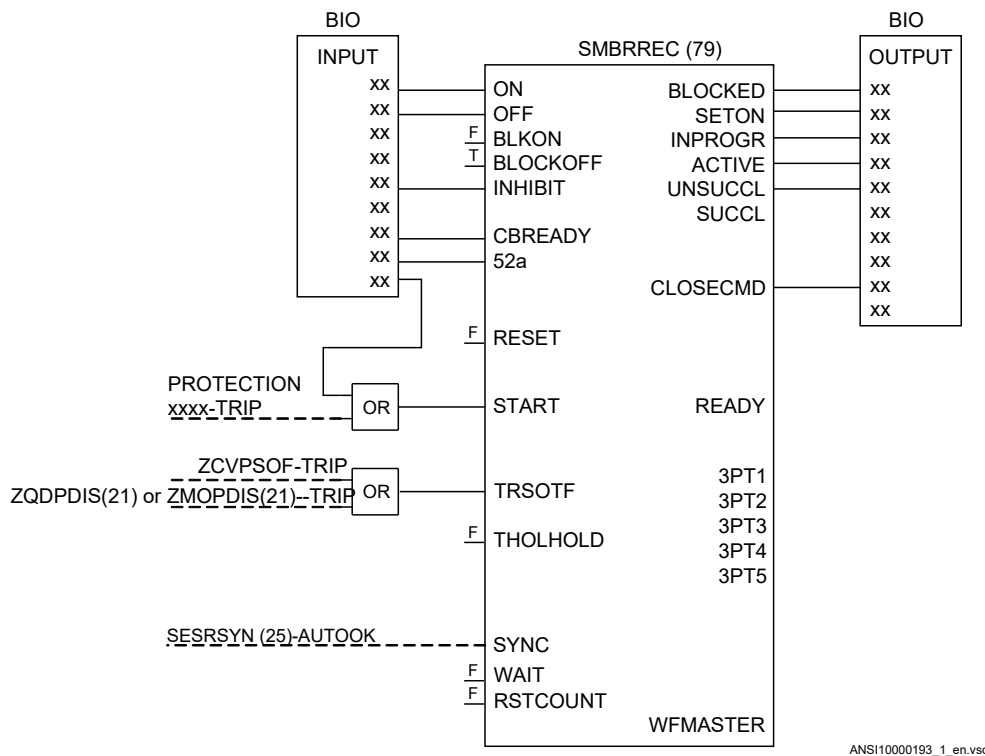 BIO
INPUT
xx
xx
xx
xx
xx
xx
xx
xx
xx
SMBRREC (79)
ON
OFF
F BLKON
T BLOCKOFF
INHIBIT
CBREADY
52a
F RESET
PROTECTION
xxxx-TRIP
OR
START
ZCVPSOF-TRIP
ZQDPDIS(21) or ZMOPDIS(21)--TRIP
OR
TRSOTF
F THOLHOLD
SESRSYN (25)-AUTOOK
SYNC
F WAIT
F RSTCOUNT
BLOCKED
SETON
INPROGR
ACTIVE
UNSUCCL
SUCCL
CLOSECMD
READY
3PT1
3PT2
3PT3
3PT4
3PT5
WFMASTER
BIO
OUTPUT
xx
xx
xx
xx
xx
xx
xx
xx
xx
xx